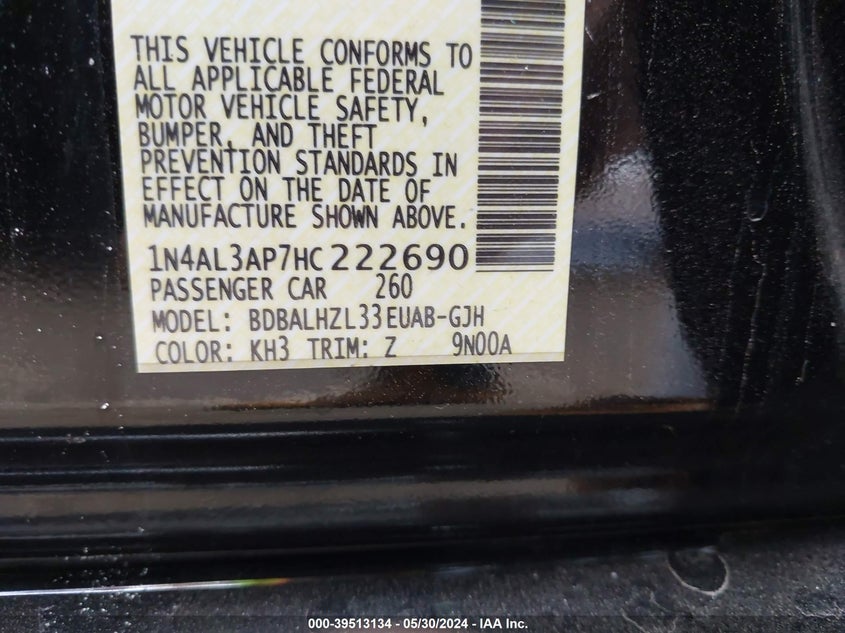 THIS VEHICLE CONFORMS TO
ALL APPLICABLE FEDERAL
MOTOR VEHICLE SAFETY,
BUMPER, AND THEFT
PREVENTION STANDARDS IN
EFFECT ON THE DATE OF
MANUFACTURE SHOWN ABOVE.
1N4AL3AP7HC222690
PASSENGER CAR 260
MODEL: BDBALHZL33EUAB-GJH
COLOR: KH3 TRIM: Z 9N00A
000-39513134 - 05/30/2024 - IAA Inc.